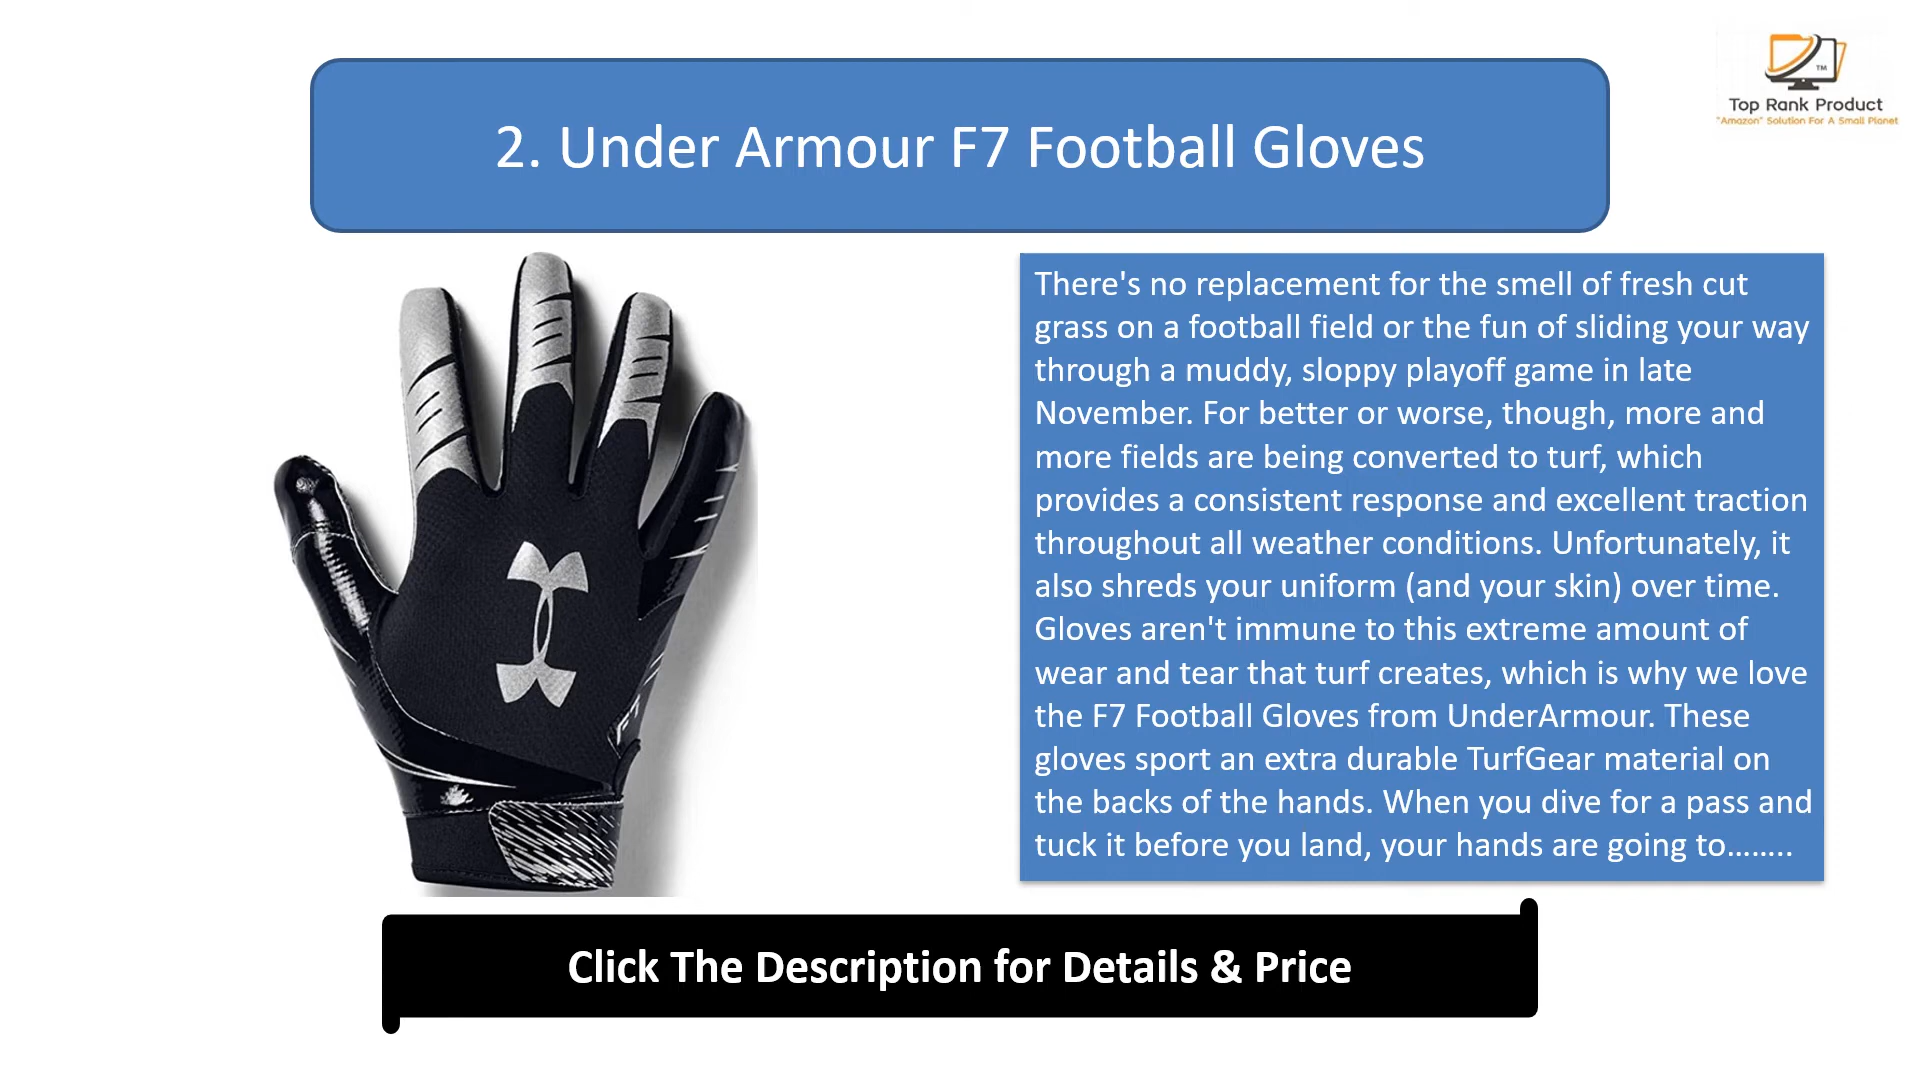 Top Rank Product
"Amazon" Solution For A Small Planet
TM
2. Under Armour F7 Football Gloves
There's no replacement for the smell of fresh cut
grass on a football field or the fun of sliding your way
through a muddy, sloppy playoff game in late
November. For better or worse, though, more and
more fields are being converted to turf, which
provides a consistent response and excellent traction
throughout all weather conditions. Unfortunately, it
also shreds your uniform (and your skin) over time.
Gloves aren't immune to this extreme amount of
wear and tear that turf creates, which is why we love
the F7 Football Gloves from UnderArmour. These
gloves sport an extra durable TurfGear material on
the backs of the hands. When you dive for a pass and
tuck it before you land, your hands are going to........
F7
Click The Description for Details & Price